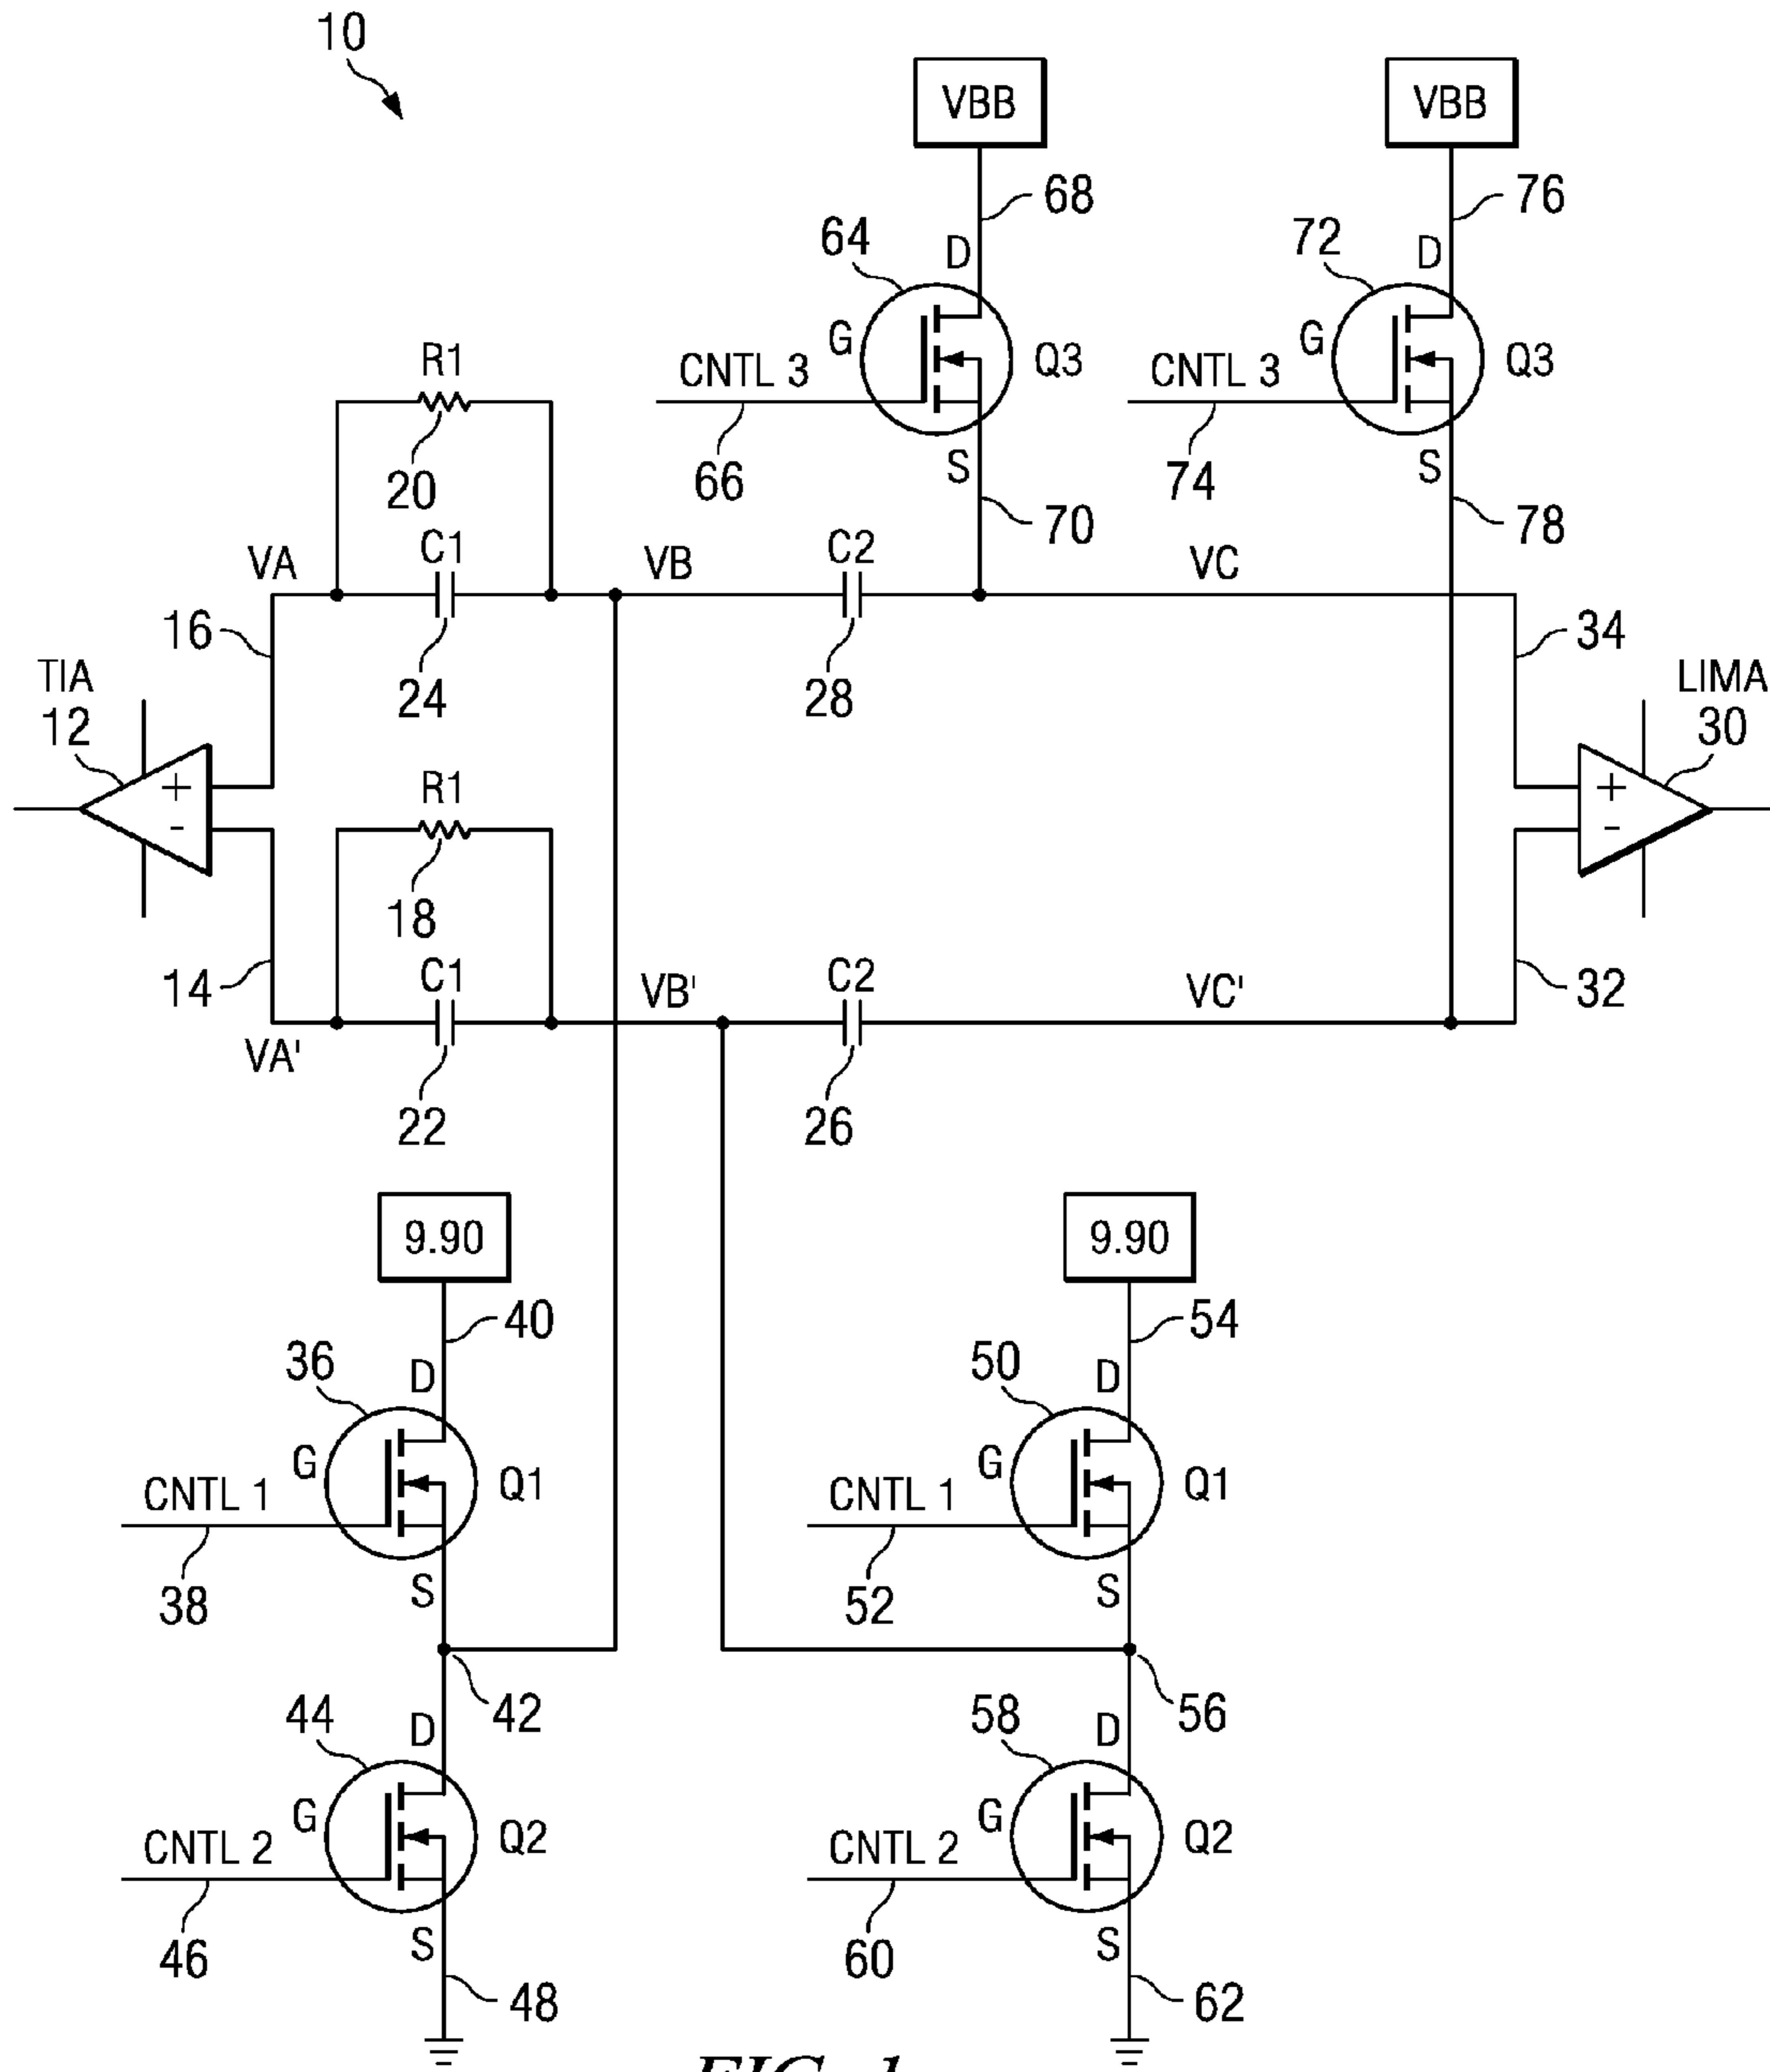 10
VBB VBB
68 76
64 D 72 D
G Q3 G Q3
R1 CNTL 3 CNTL 3
20 66 S 74 S
70 78
VA C1 VB C2 VC
16 34
TIA 24 28 LIMA
12 30
+ R1 +
- -
18
14 C1 VB' C2 VC' 32
VA'
22 26
9.90 9.90
40 54
36 D 50 D
G Q1 G Q1
CNTL 1 CNTL 1
38 S 52 S
42 56
44 D 58 D
G Q2 G Q2
CNTL 2 CNTL 2
46 S 60 S
48 62
FIG. 1